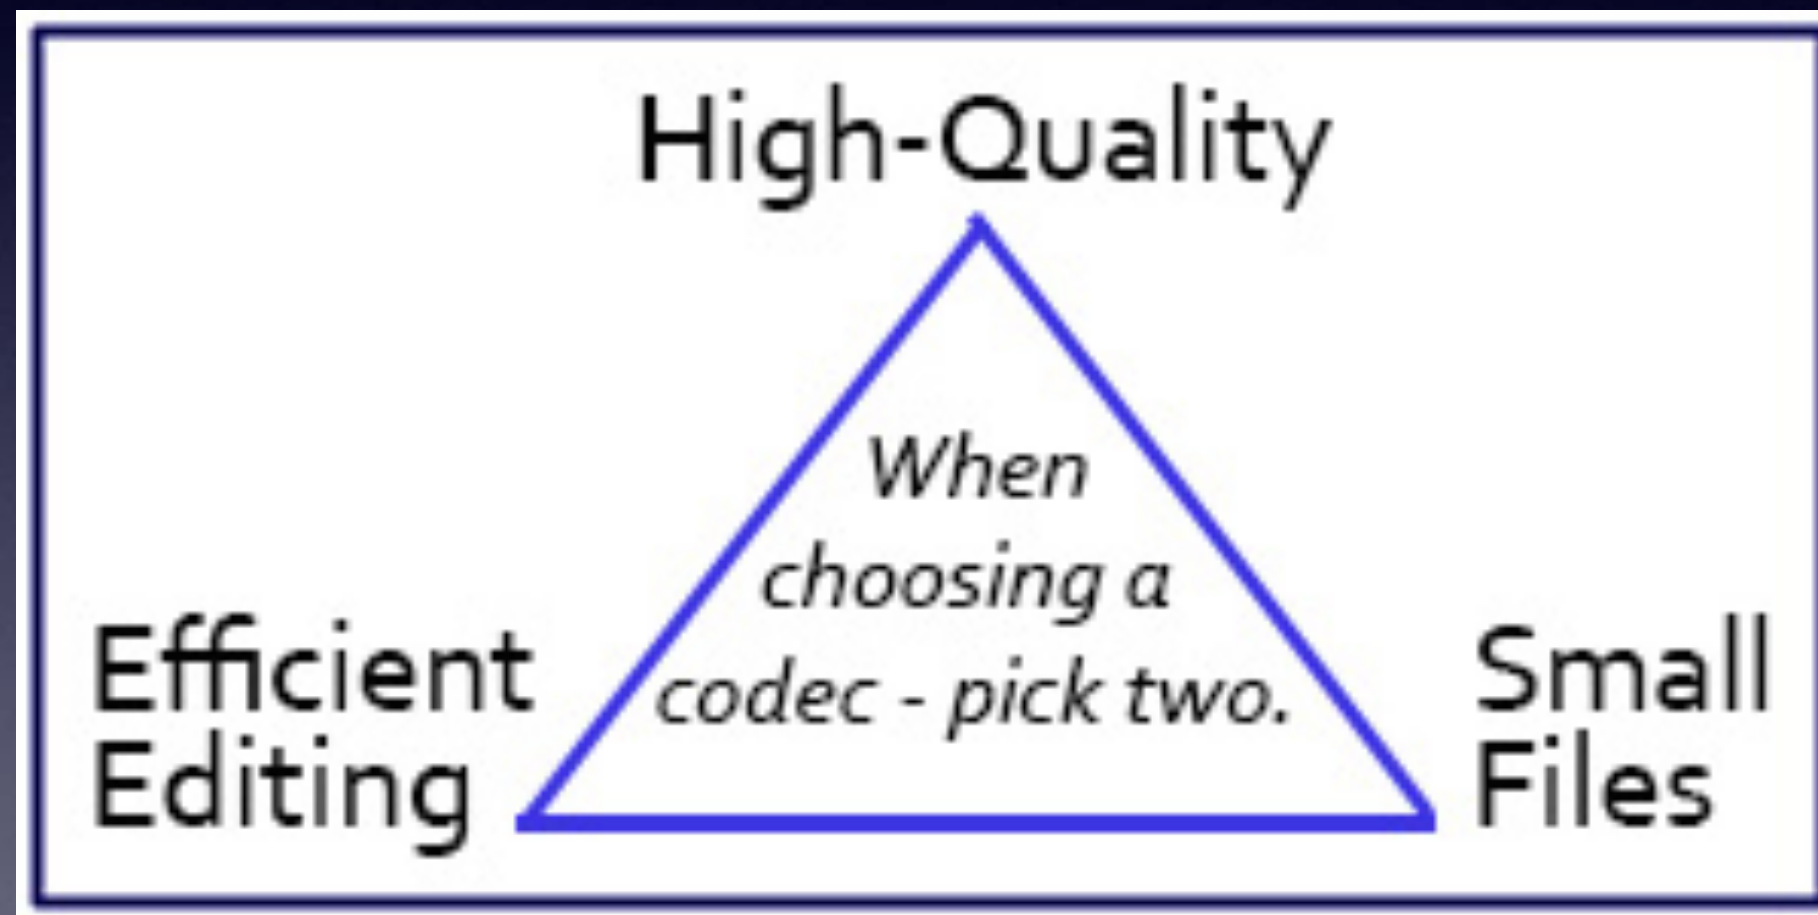 High-Quality
When
choosing a
codec - pick two.
Efficient
Editing
Small
Files